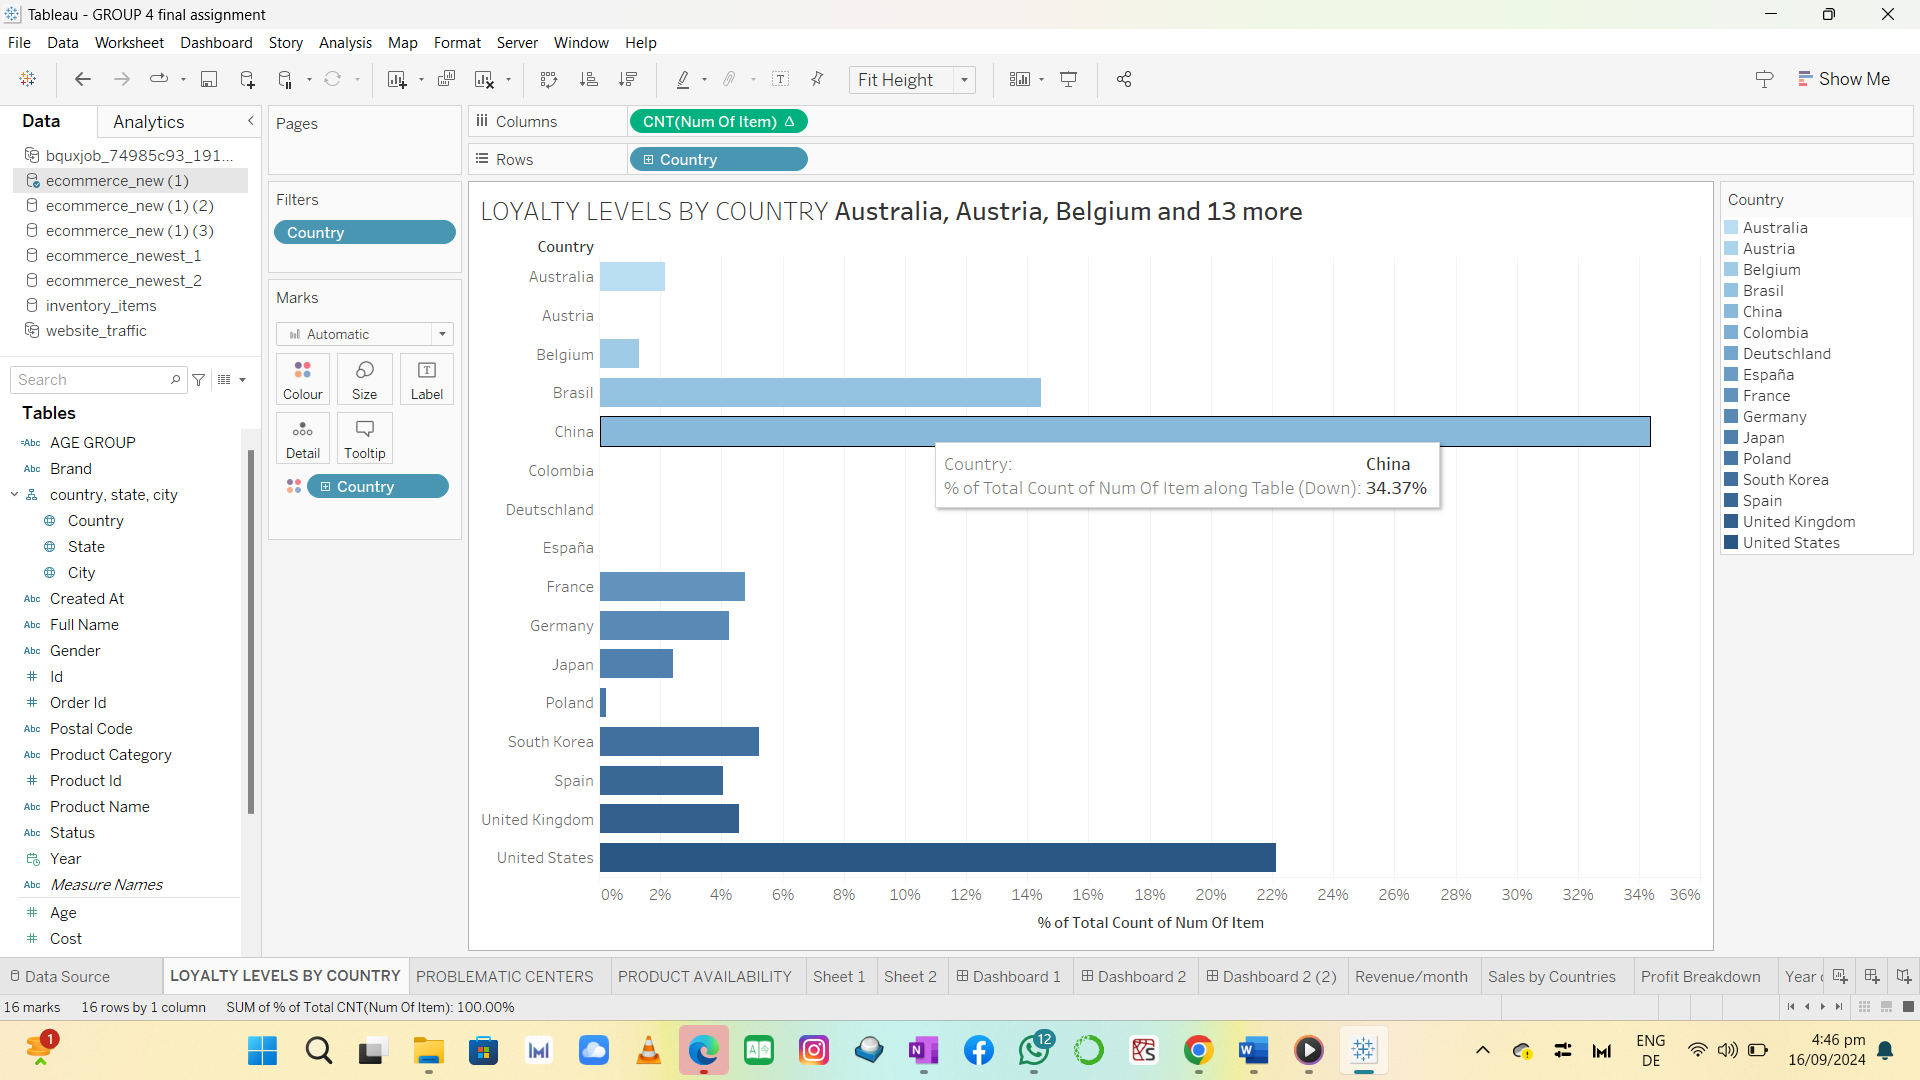 Tableau - GROUP 4 final assignment
File Data Worksheet Dashboard Story Analysis Map Format Server Window Help
Fit Height
Show Me
Data Analytics
bquxjob_74985c93_191...
ecommerce_new (1)
ecommerce_new (1) (2)
ecommerce_new (1) (3)
ecommerce_newest_1
ecommerce_newest_2
inventory_items
website_traffic
Search
Tables
=Abc AGE GROUP
Abc Brand
country, state, city
Country
State
City
Abc Created At
Abc Full Name
Abc Gender
# Id
# Order Id
Abc Postal Code
Abc Product Category
# Product Id
Abc Product Name
Abc Status
Year
Abc Measure Names
# Age
# Cost
Pages
Filters
Country
Marks
Automatic
Colour Size Label
T
Detail Tooltip
Country
Columns CNT(Num Of Item) Δ
Rows Country
LOYALTY LEVELS BY COUNTRY Australia, Austria, Belgium and 13 more
Country
Australia
Austria
Belgium
Brasil
China
Colombia
Deutschland
España
France
Germany
Japan
Poland
South Korea
Spain
United Kingdom
United States
Country: China
% of Total Count of Num Of Item along Table (Down): 34.37%
0% 2% 4% 6% 8% 10% 12% 14% 16% 18% 20% 22% 24% 26% 28% 30% 32% 34% 36%
% of Total Count of Num Of Item
Country
Australia
Austria
Belgium
Brasil
China
Colombia
Deutschland
España
France
Germany
Japan
Poland
South Korea
Spain
United Kingdom
United States
Data Source LOYALTY LEVELS BY COUNTRY PROBLEMATIC CENTERS PRODUCT AVAILABILITY Sheet 1 Sheet 2 Dashboard 1 Dashboard 2 Dashboard 2 (2) Revenue/month Sales by Countries Profit Breakdown Year
16 marks 16 rows by 1 column SUM of % of Total CNT(Num Of Item): 100.00%
1
12
ENG
DE
4:46 pm
16/09/2024